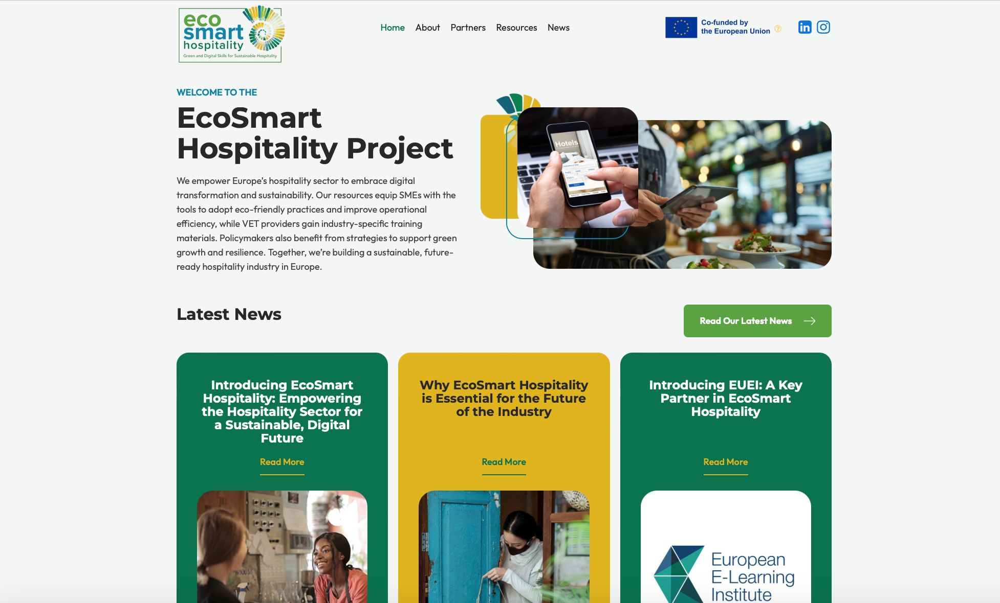 eco
smart
hospitality
Green and Digital Skills for Sustainable Hospitality
Home
About
Partners
Resources
News
Co-funded by
the European Union
?
in
WELCOME TO THE
EcoSmart
Hospitality Project
We empower Europe’s hospitality sector to embrace digital
transformation and sustainability. Our resources equip SMEs with the
tools to adopt eco-friendly practices and improve operational
efficiency, while VET providers gain industry-specific training
materials. Policymakers also benefit from strategies to support green
growth and resilience. Together, we’re building a sustainable, future-
ready hospitality industry in Europe.
Hotels
Latest News
Read Our Latest News
Introducing EcoSmart
Hospitality: Empowering
the Hospitality Sector for
a Sustainable, Digital
Future
Read More
Why EcoSmart Hospitality
is Essential for the Future
of the Industry
Read More
Introducing EUEI: A Key
Partner in EcoSmart
Hospitality
Read More
European
E-Learning
Institute